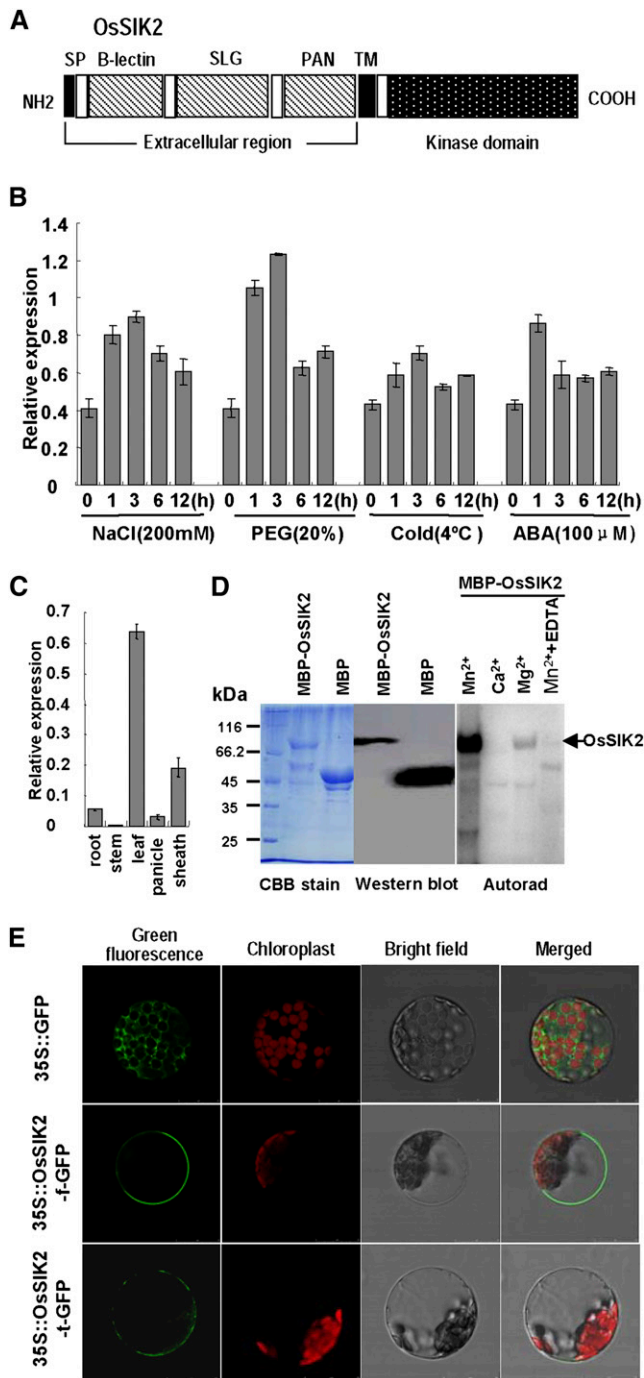 A
OsSIK2
SP B-lectin SLG PAN TM
NH2 COOH
Extracellular region Kinase domain
B
Relative expression
1.4
1.2
1
0.8
0.6
0.4
0.2
0
0 1 3 6 12(h) 0 1 3 6 12(h) 0 1 3 6 12(h) 0 1 3 6 12(h)
NaCl(200mM) PEG(20%) Cold(4°C) ABA(100 μM)
C
Relative expression
0.7
0.6
0.5
0.4
0.3
0.2
0.1
0
root
stem
leaf
panicle
sheath
D
MBP-OsSIK2
MBP-OsSIK2 MBP MBP-OsSIK2 MBP Mn2+ Ca2+ Mg2+ Mn2++EDTA
kDa
116
66.2
45
35
25
OsSIK2
CBB stain Western blot Autorad
E
Green
fluorescence
Chloroplast Bright field Merged
35S::GFP
35S::OsSIK2
-f-GFP
35S::OsSIK2
-t-GFP